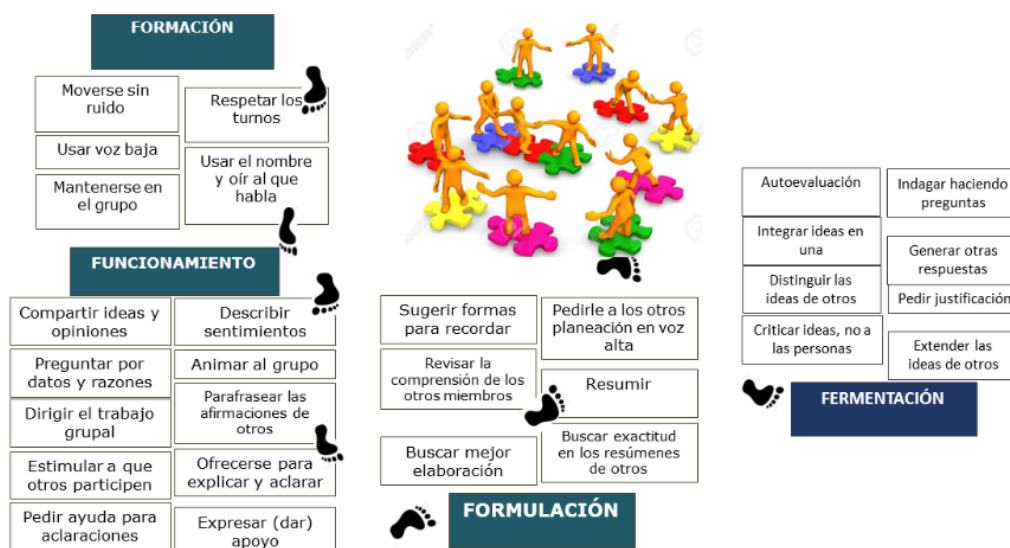 FORMACIÓN
Moverse sin
ruido
Usar voz baja
Mantenerse en
el grupo
Respetar los
turnos
Usar el nombre
y oír al que
habla
FUNCIONAMIENTO
Compartir ideas y
opiniones
Preguntar por
datos y razones
Dirigir el trabajo
grupal
Estimular a que
otros participen
Pedir ayuda para
aclaraciones
Describir
sentimientos
Animar al grupo
Parafrasear las
afirmaciones de
otros
Ofrecerse para
explicar y aclarar
Expresar (dar)
apoyo
Sugerir formas
para recordar
Revisar la
comprensión de los
otros miembros
Buscar mejor
elaboración
Pedirle a los otros
planeación en voz
alta
Resumir
Buscar exactitud
en los resúmenes
de otros
FORMULACIÓN
Autoevaluación
Integrar ideas en
una
Distinguir las
ideas de otros
Criticar ideas, no a
las personas
Indagar haciendo
preguntas
Generar otras
respuestas
Pedir justificación
Extender las
ideas de otros
FERMENTACIÓN